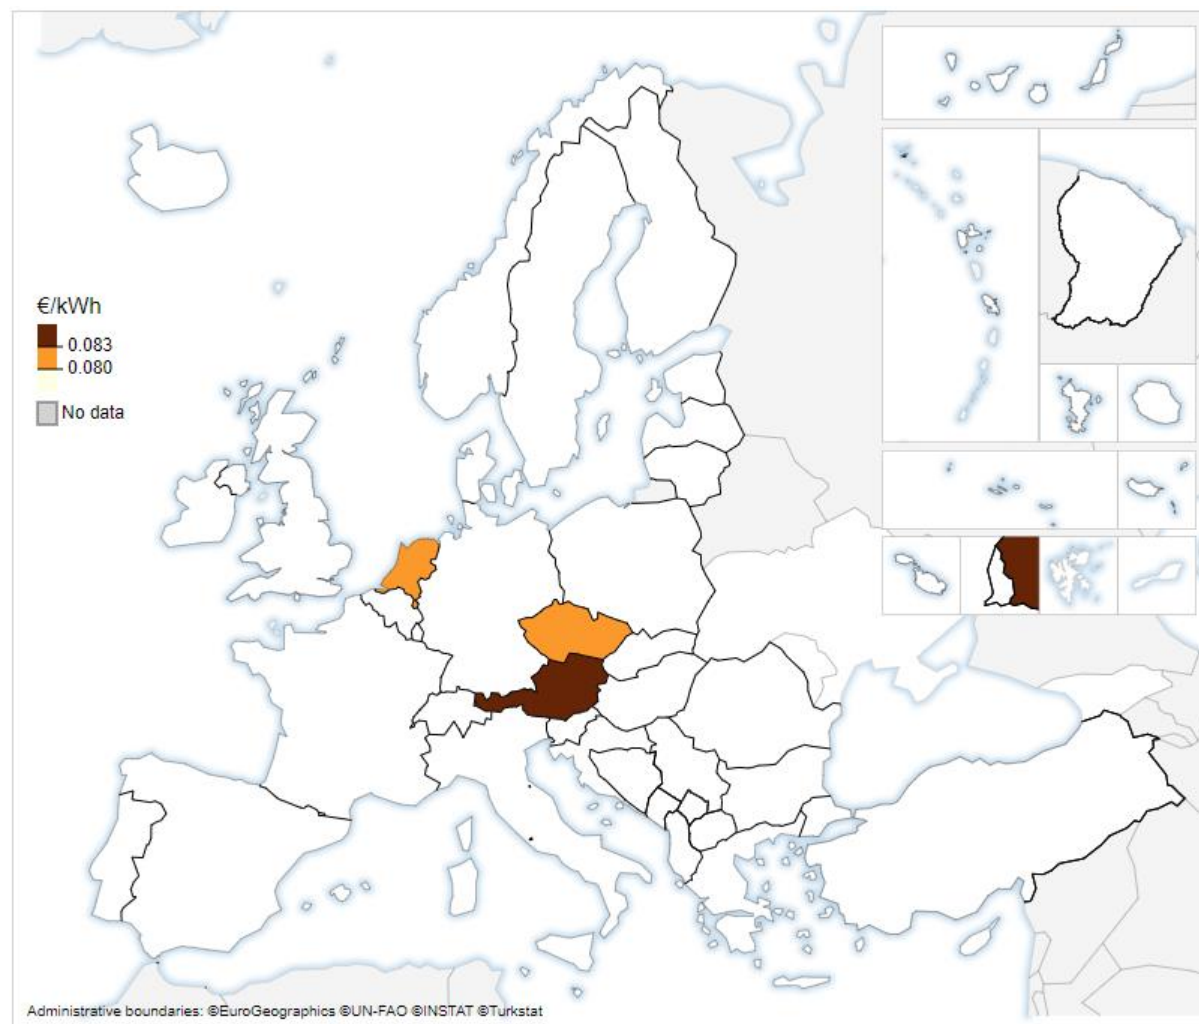 €/kWh
0.083
0.080
No data
Administrative boundaries: ©EuroGeographics ©UN-FAO ©INSTAT ©Turkstat